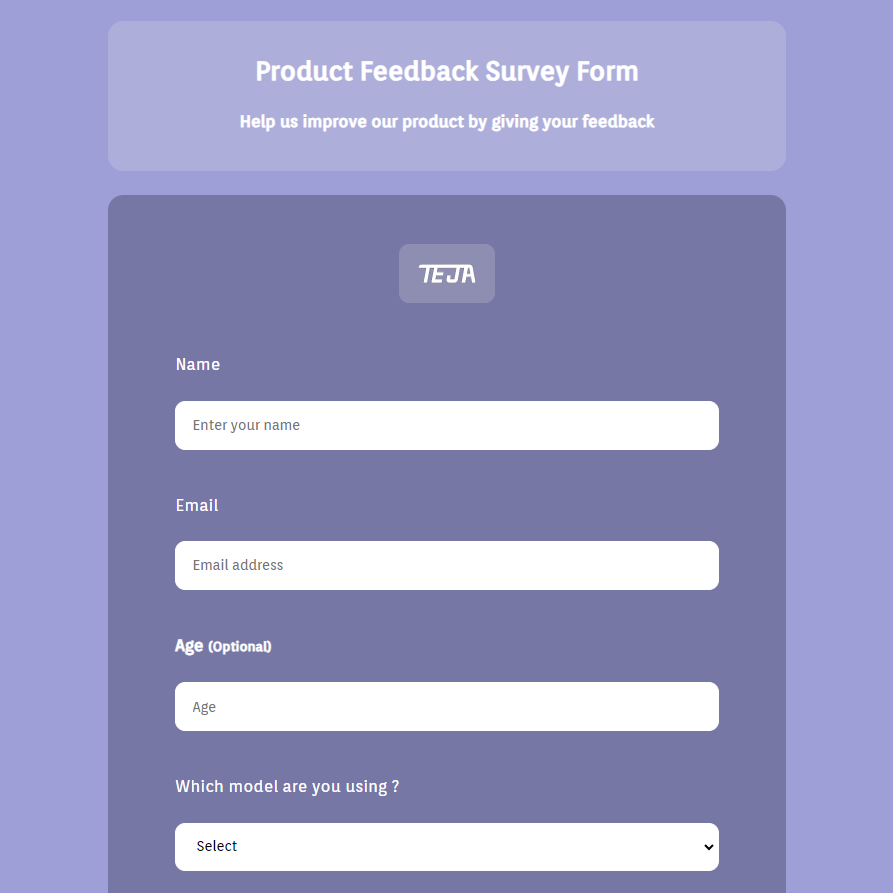 Product Feedback Survey Form
Help us improve our product by giving your feedback
TEJA
Name
Enter your name
Email
Email address
Age (Optional)
Age
Which model are you using ?
Select